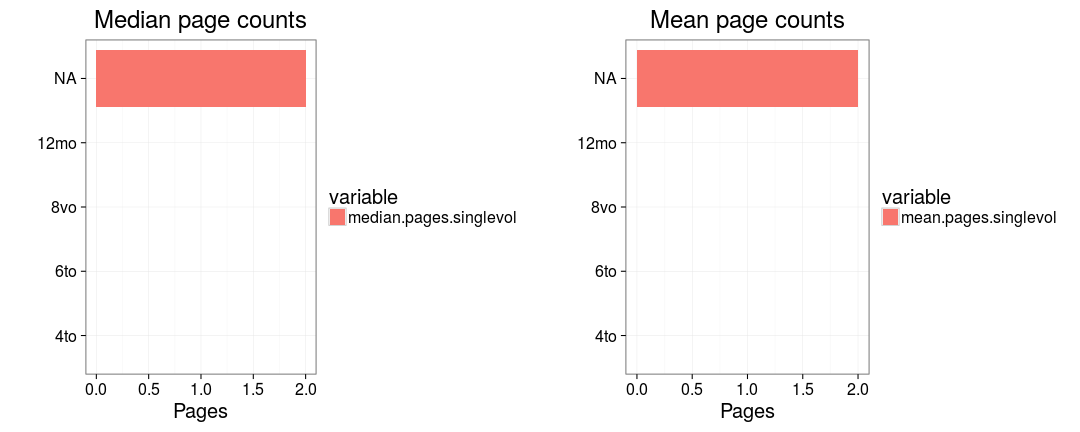 Median page counts
NA
12mo
8vo
6to
4to
0.0 0.5 1.0 1.5 2.0
Pages
variable
median.pages.singlevol
Mean page counts
NA
12mo
8vo
6to
4to
0.0 0.5 1.0 1.5 2.0
Pages
variable
mean.pages.singlevol